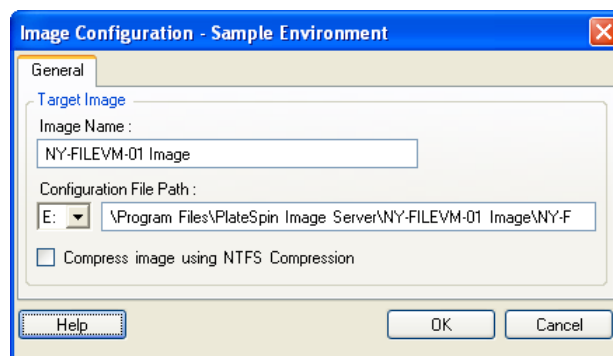 Image Configuration - Sample Environment
General
Target Image
Image Name :
NY-FILEVM-01 Image
Configuration File Path :
E: \Program Files\PlateSpin Image Server\NY-FILEVM-01 Image\NY-F
Compress image using NTFS Compression
Help OK Cancel